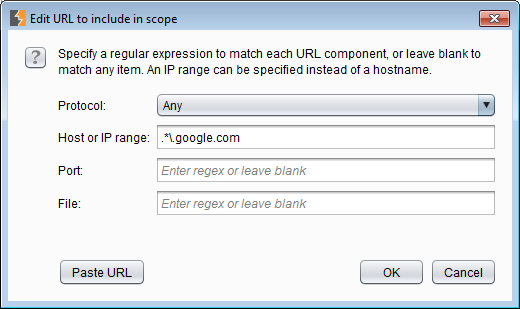 Edit URL to include in scope
Specify a regular expression to match each URL component, or leave blank to
match any item. An IP range can be specified instead of a hostname.
Protocol: Any
Host or IP range: .*\.google.com
Port: Enter regex or leave blank
File: Enter regex or leave blank
Paste URL OK Cancel